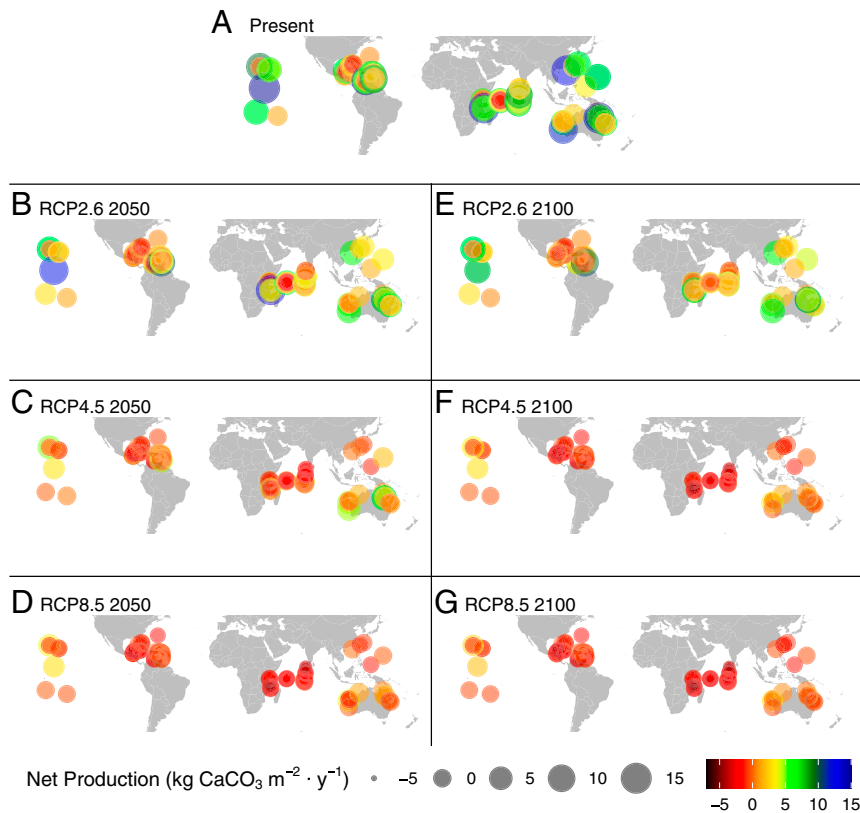 A Present
B RCP2.6 2050
E RCP2.6 2100
C RCP4.5 2050
F RCP4.5 2100
D RCP8.5 2050
G RCP8.5 2100
Net Production (kg CaCO₃ m⁻² · y⁻¹) −5 0 5 10 15
−5 0 5 10 15